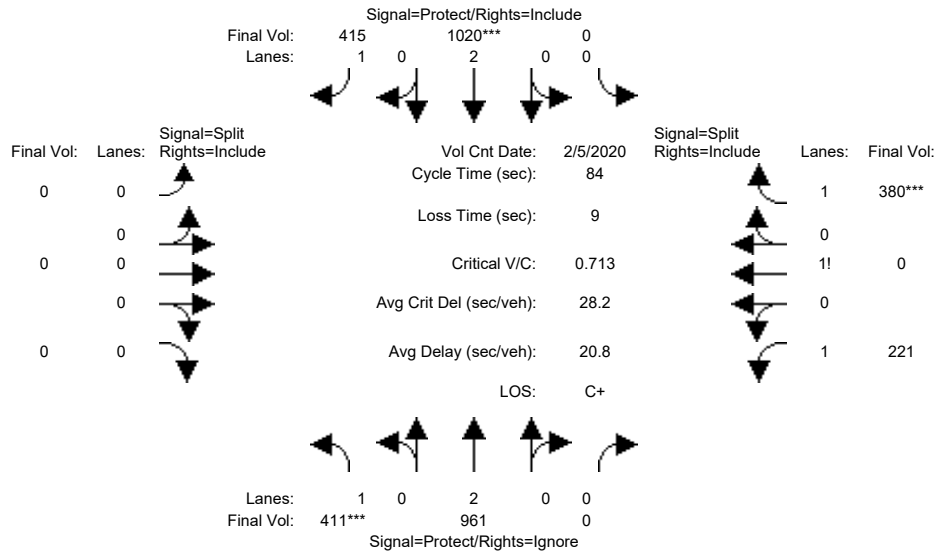 Signal=Protect/Rights=Include
Final Vol: 415 1020*** 0
Lanes: 1 0 2 0 0
Signal=Split Signal=Split
Final Vol: Lanes: Rights=Include Vol Cnt Date: 2/5/2020 Rights=Include Lanes: Final Vol:
Cycle Time (sec): 84
0 0 1 380***
Loss Time (sec): 9
0 0
0 0 Critical V/C: 0.713 1! 0
0 Avg Crit Del (sec/veh): 28.2 0
0 0 Avg Delay (sec/veh): 20.8 1 221
LOS: C+
Lanes: 1 0 2 0 0
Final Vol: 411*** 961 0
Signal=Protect/Rights=Ignore